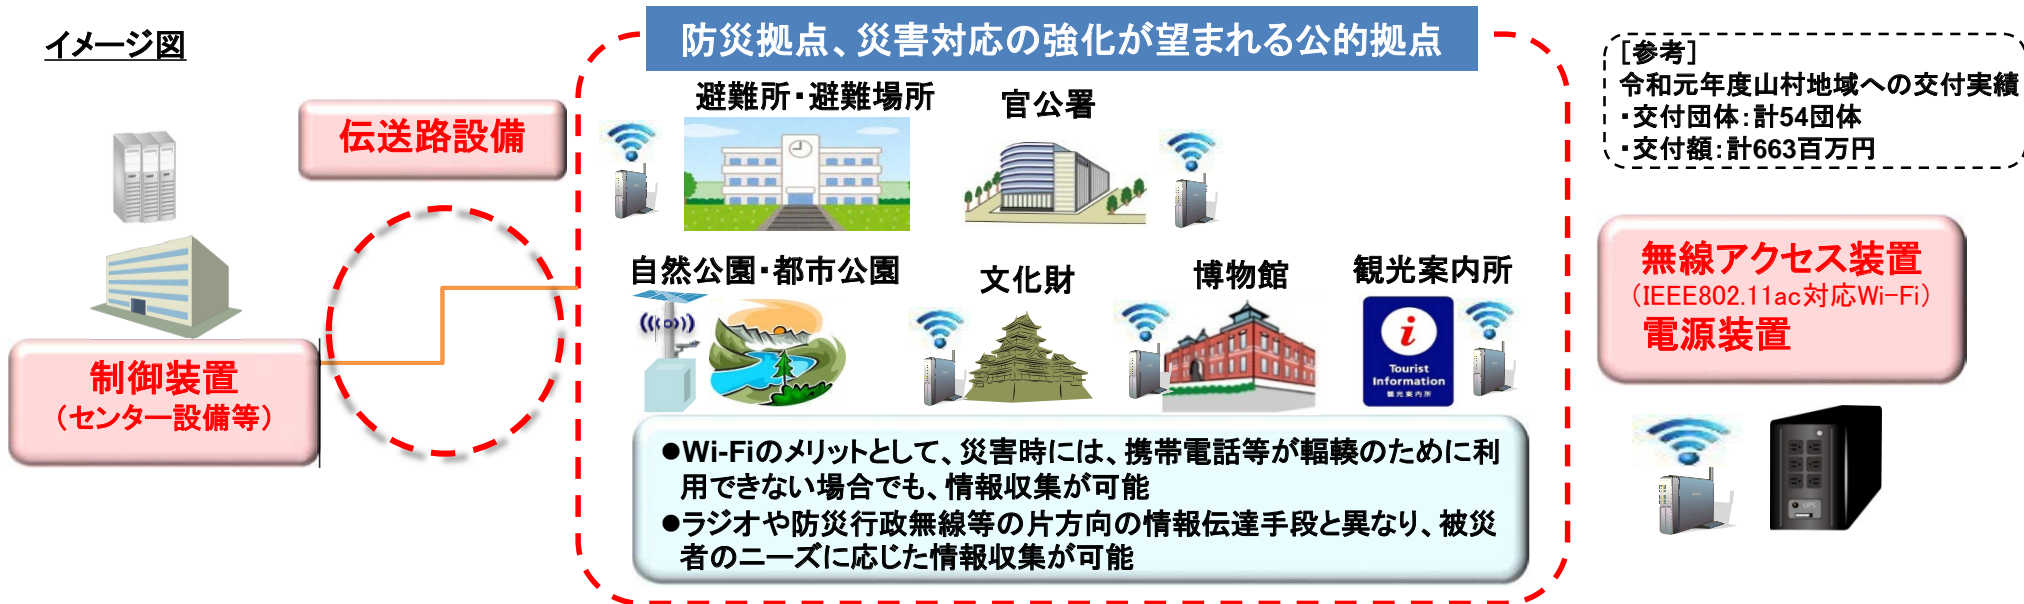 イメージ図
伝送路設備
制御装置
（センター設備等）
防災拠点、災害対応の強化が望まれる公的拠点
避難所・避難場所
官公署
自然公園・都市公園
文化財
博物館
観光案内所
i
Tourist
Information
観光案内所
●Wi-Fiのメリットとして、災害時には、携帯電話等が輻輳のために利
用できない場合でも、情報収集が可能
●ラジオや防災行政無線等の片方向の情報伝達手段と異なり、被災
者のニーズに応じた情報収集が可能
［参考］
令和元年度山村地域への交付実績
・交付団体：計54団体
・交付額：計663百万円
無線アクセス装置
（IEEE802.11ac対応Wi-Fi）
電源装置
UPS